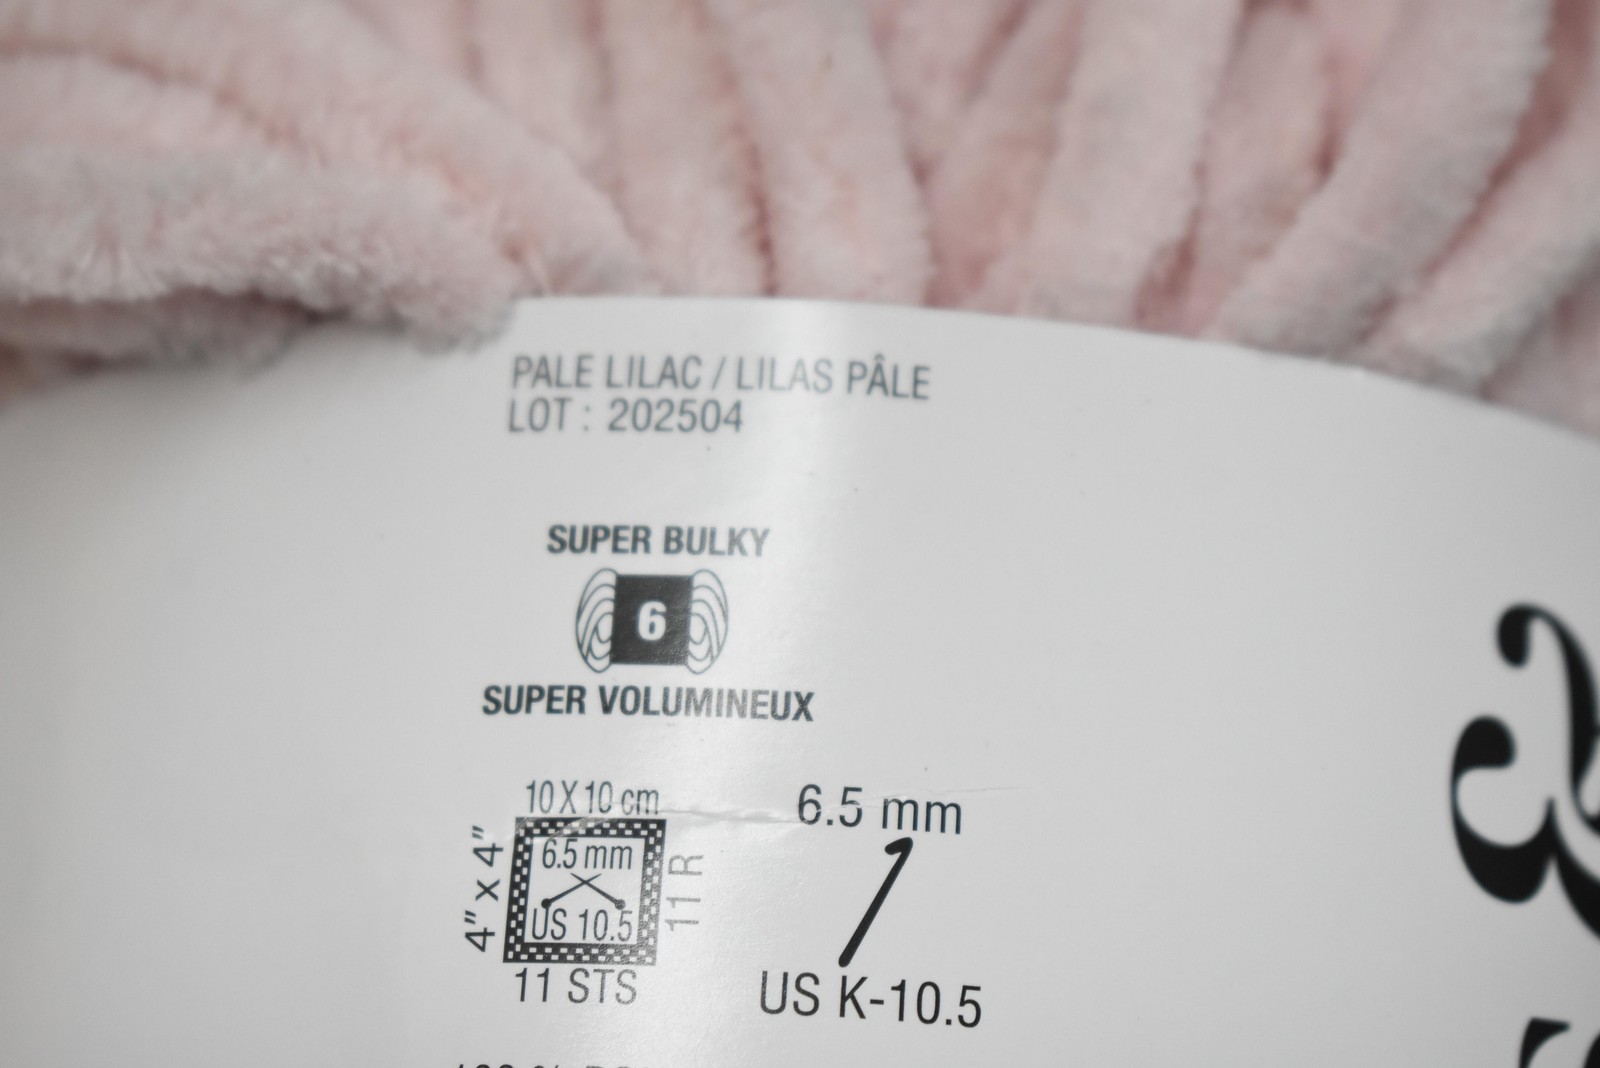 PALE LILAC / LILAS PÂLE
LOT : 202504
SUPER BULKY
6
SUPER VOLUMINEUX
10 X 10 cm
4" x 4"
6.5 mm
US 10.5
11 R
11 STS
6.5 mm
US K-10.5